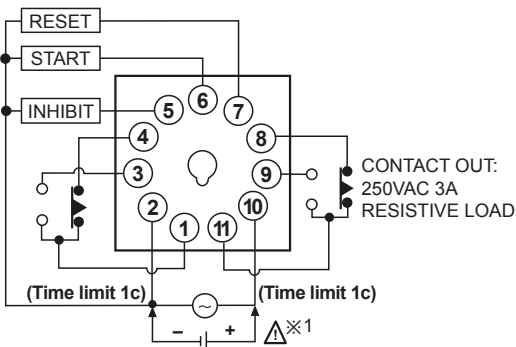 RESET
START
INHIBIT
6
5
7
4
8
3
9
2
10
1
11
CONTACT OUT:
250VAC 3A
RESISTIVE LOAD
(Time limit 1c)
(Time limit 1c)
~
− +
⚠※1